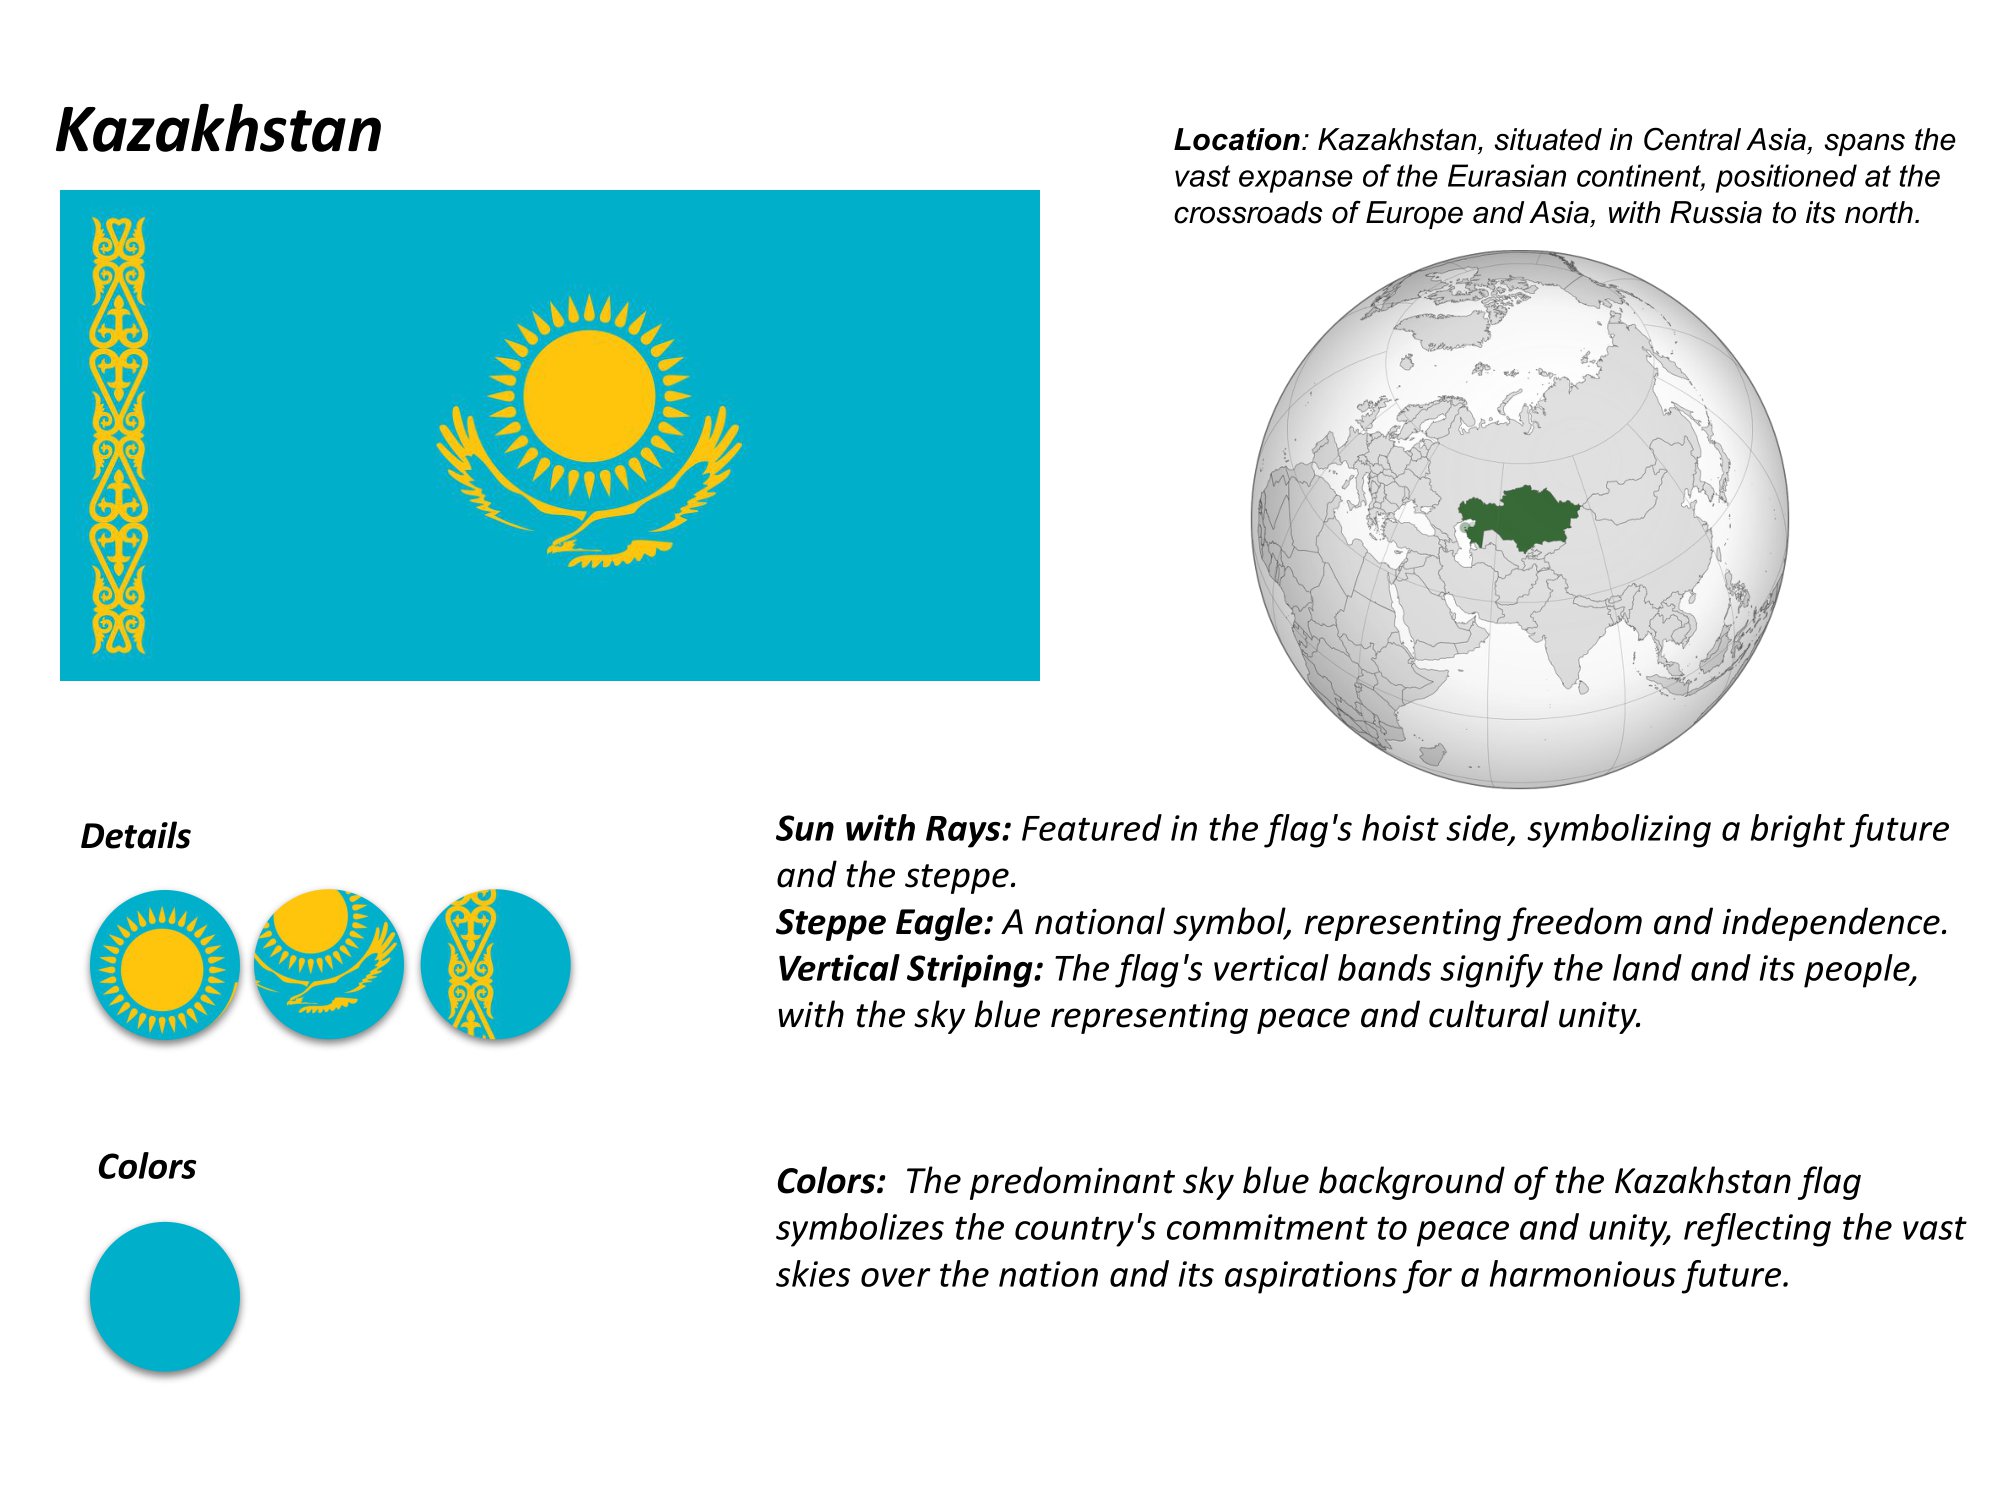 Kazakhstan
Location: Kazakhstan, situated in Central Asia, spans the
vast expanse of the Eurasian continent, positioned at the
crossroads of Europe and Asia, with Russia to its north.
Details
Sun with Rays: Featured in the flag's hoist side, symbolizing a bright future
and the steppe.
Steppe Eagle: A national symbol, representing freedom and independence.
Vertical Striping: The flag's vertical bands signify the land and its people,
with the sky blue representing peace and cultural unity.
Colors
Colors:  The predominant sky blue background of the Kazakhstan flag
symbolizes the country's commitment to peace and unity, reflecting the vast
skies over the nation and its aspirations for a harmonious future.